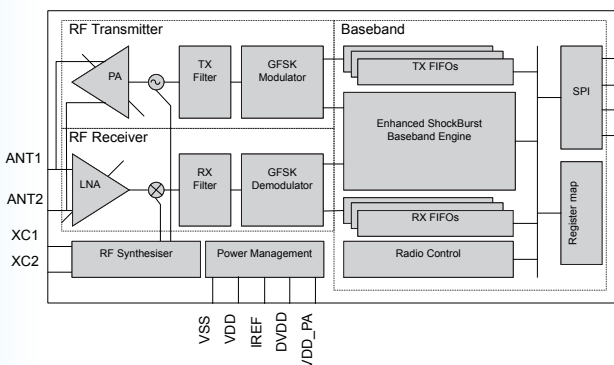 RF Transmitter
Baseband
PA
TX
Filter
GFSK
Modulator
TX FIFOs
SPI
Enhanced ShockBurst
Baseband Engine
RF Receiver
ANT1
LNA
RX
Filter
GFSK
Demodulator
ANT2
RX FIFOs
Register map
XC1
XC2
RF Synthesiser
Power Management
Radio Control
VSS
VDD
IREF
DVDD
VDD_PA